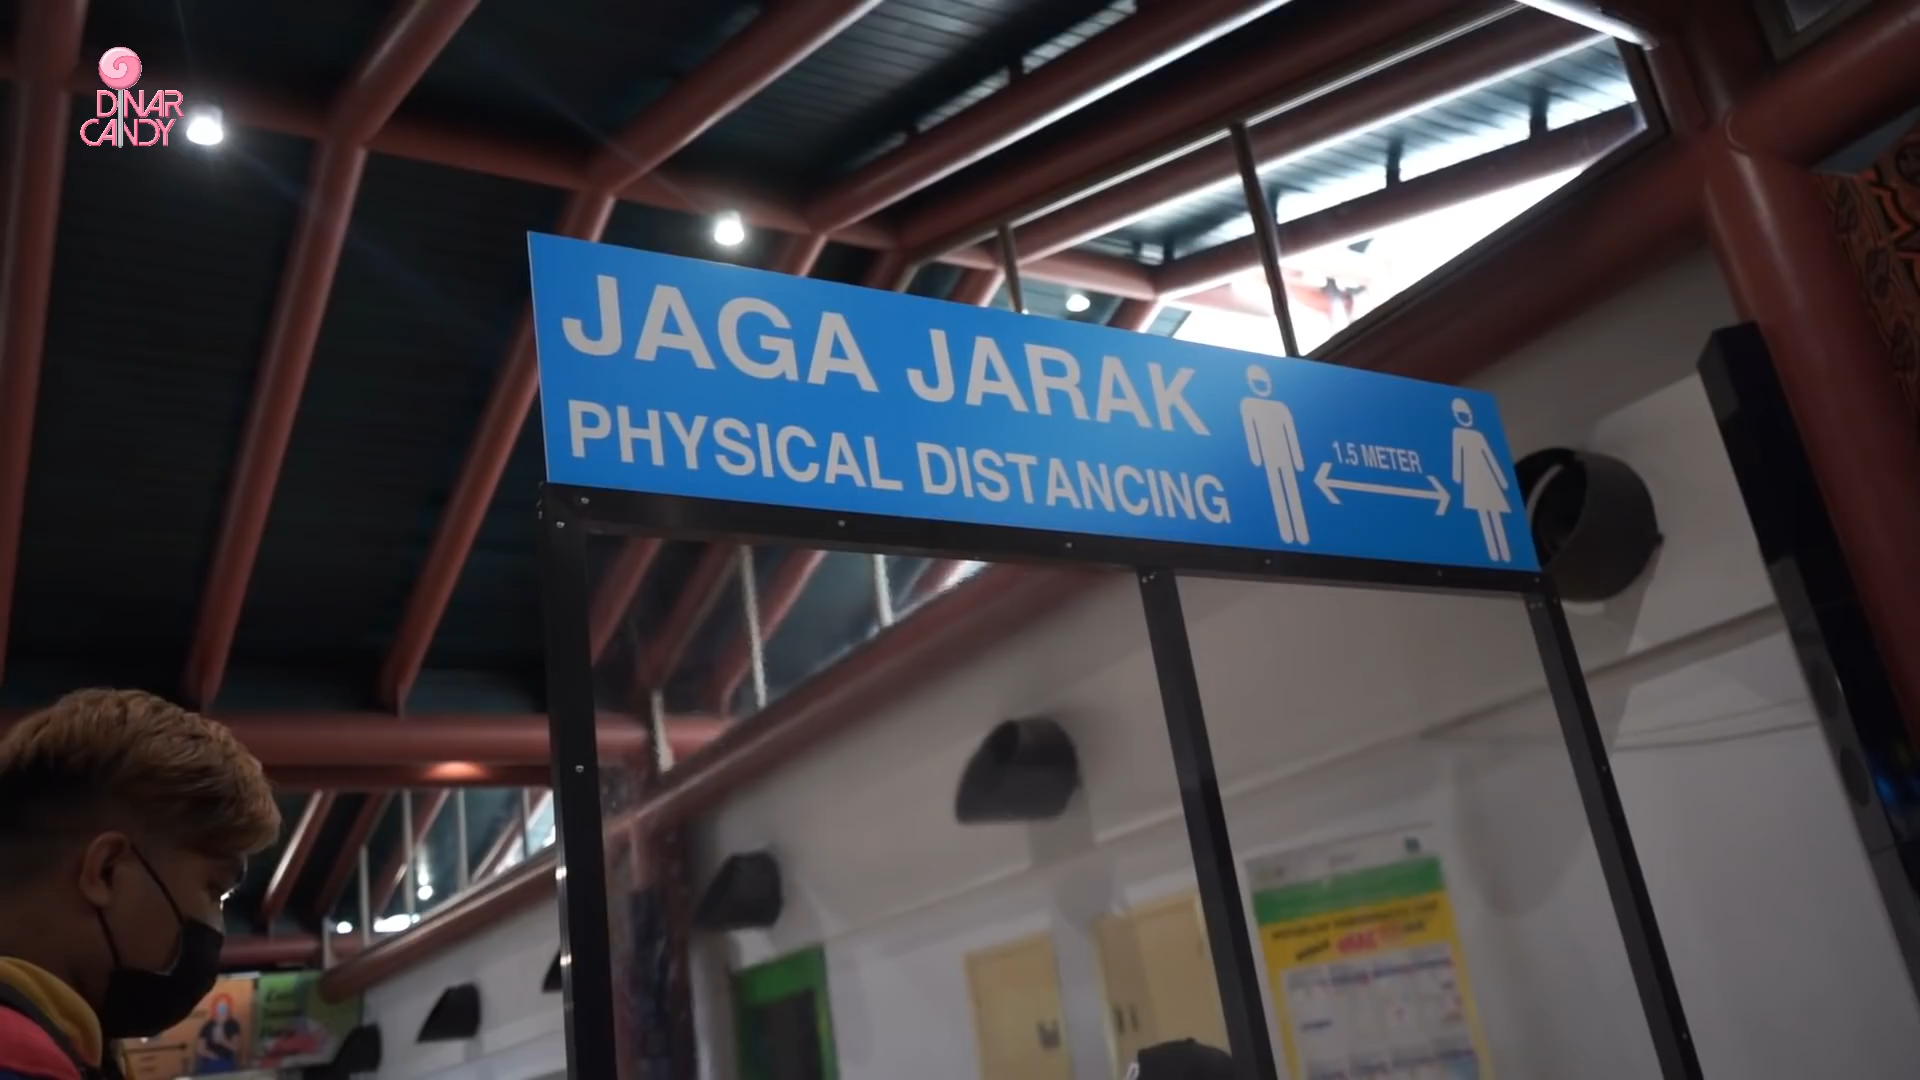 DINAR
CANDY
JAGA JARAK
PHYSICAL DISTANCING
1.5 METER